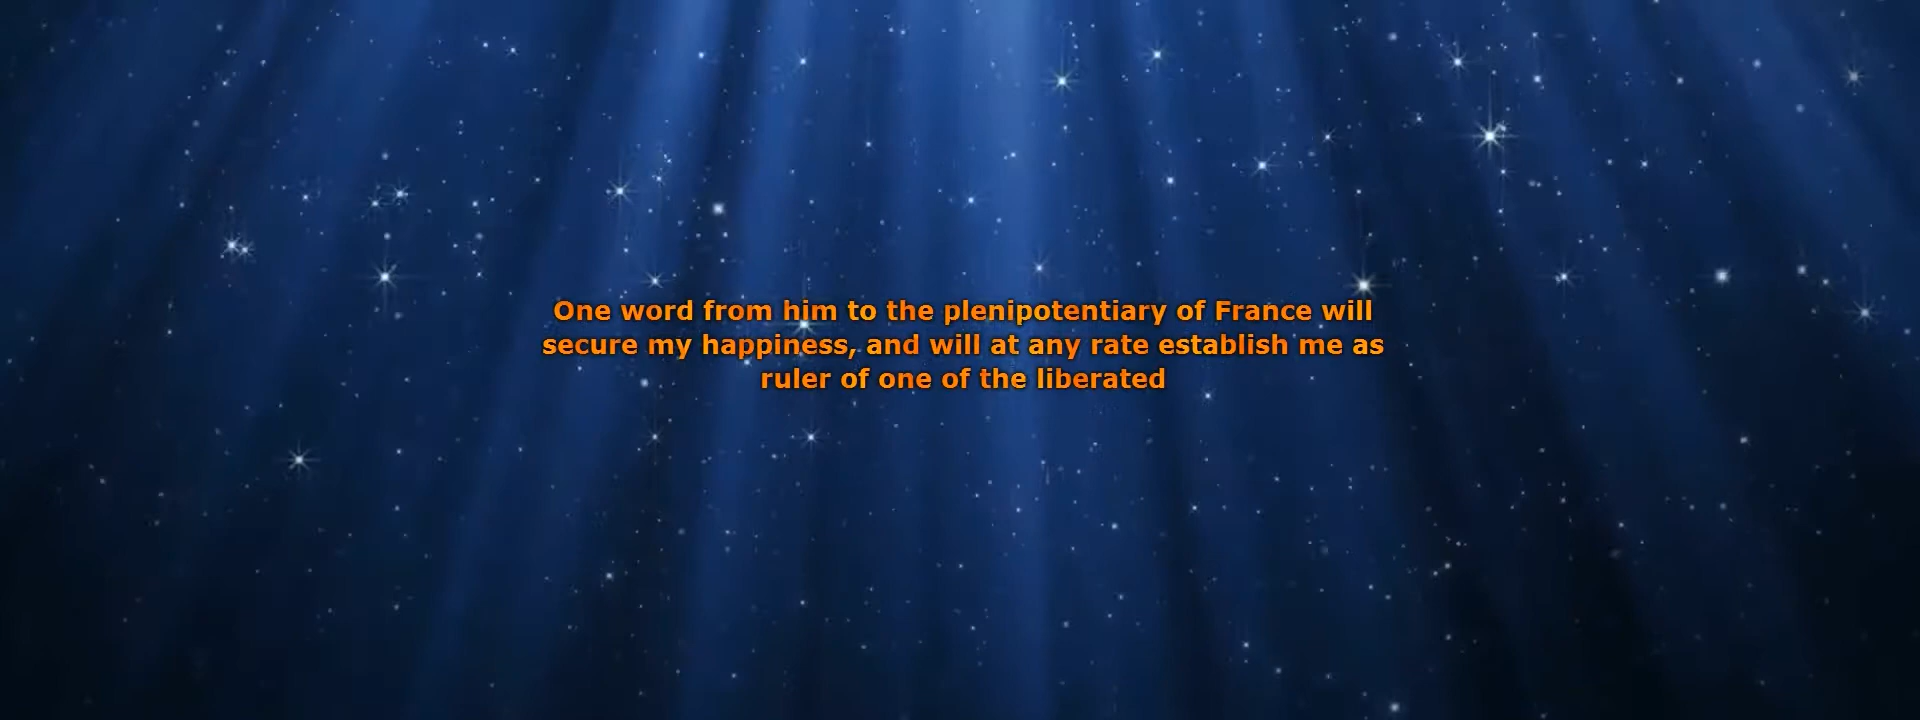 One word from him to the plenipotentiary of France will
secure my happiness, and will at any rate establish me as
ruler of one of the liberated